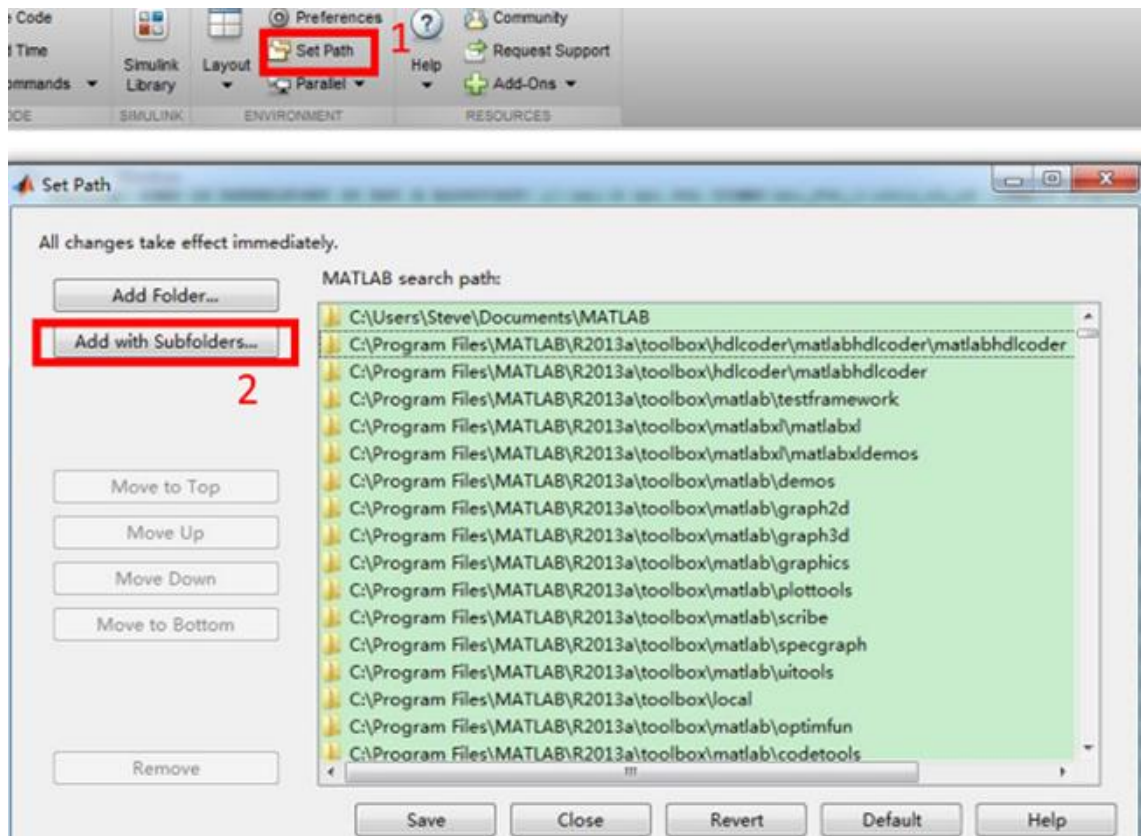 Code
Preferences
Community
Time
Set Path
1
Request Support
Simulink
Library
Layout
Help
ommands
Parallel
Add-Ons
SIMULINK
ENVIRONMENT
RESOURCES
Set Path
All changes take effect immediately.
MATLAB search path:
Add Folder...
C:\Users\Steve\Documents\MATLAB
Add with Subfolders...
C:\Program Files\MATLAB\R2013a\toolbox\hdlcoder\matlabhdlcoder\matlabhdlcoder
C:\Program Files\MATLAB\R2013a\toolbox\hdlcoder\matlabhdlcoder
2
C:\Program Files\MATLAB\R2013a\toolbox\matlab\testframework
C:\Program Files\MATLAB\R2013a\toolbox\matlabxl\matlabxl
C:\Program Files\MATLAB\R2013a\toolbox\matlabxl\matlabxldemos
Move to Top
C:\Program Files\MATLAB\R2013a\toolbox\matlab\demos
C:\Program Files\MATLAB\R2013a\toolbox\matlab\graph2d
Move Up
C:\Program Files\MATLAB\R2013a\toolbox\matlab\graph3d
C:\Program Files\MATLAB\R2013a\toolbox\matlab\graphics
Move Down
C:\Program Files\MATLAB\R2013a\toolbox\matlab\plottools
C:\Program Files\MATLAB\R2013a\toolbox\matlab\scribe
Move to Bottom
C:\Program Files\MATLAB\R2013a\toolbox\matlab\specgraph
C:\Program Files\MATLAB\R2013a\toolbox\matlab\uitools
C:\Program Files\MATLAB\R2013a\toolbox\local
C:\Program Files\MATLAB\R2013a\toolbox\matlab\optimfun
C:\Program Files\MATLAB\R2013a\toolbox\matlab\codetools
Remove
Save
Close
Revert
Default
Help